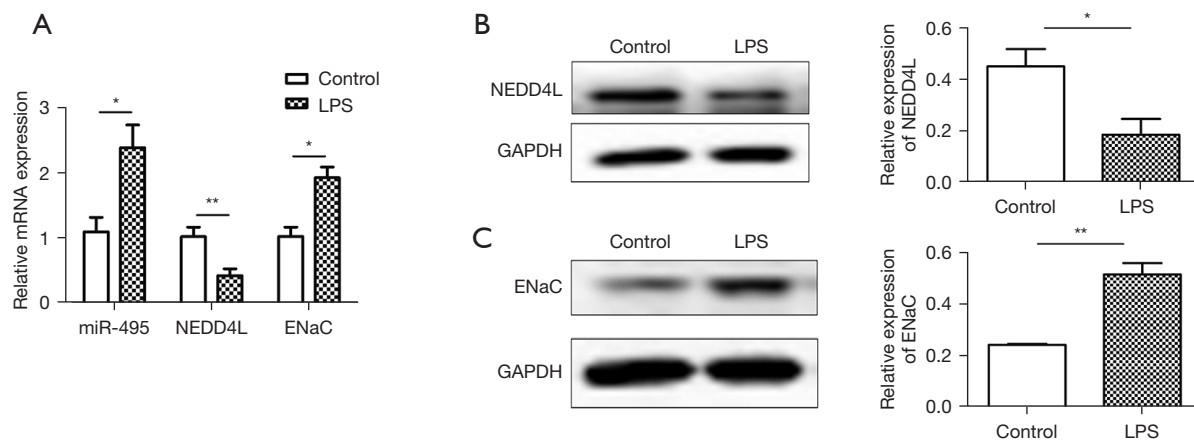 A
Control
LPS
Relative mRNA expression
3
2
1
0
*
**
*
miR-495 NEDD4L ENaC
B
Control LPS
NEDD4L
GAPDH
Relative expression
of NEDD4L
0.6
0.4
0.2
0.0
*
Control LPS
C
Control LPS
ENaC
GAPDH
Relative expression
of ENaC
0.6
0.4
0.2
0.0
**
Control LPS